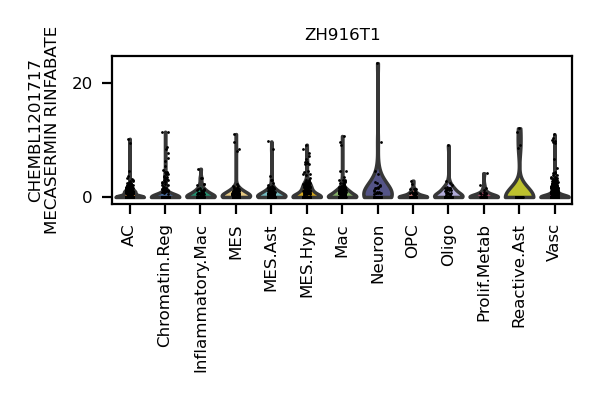 ZH916T1
CHEMBL1201717
MECASERMIN RINFABATE
20
0
AC
Chromatin.Reg
Inflammatory.Mac
MES
MES.Ast
MES.Hyp
Mac
Neuron
OPC
Oligo
Prolif.Metab
Reactive.Ast
Vasc